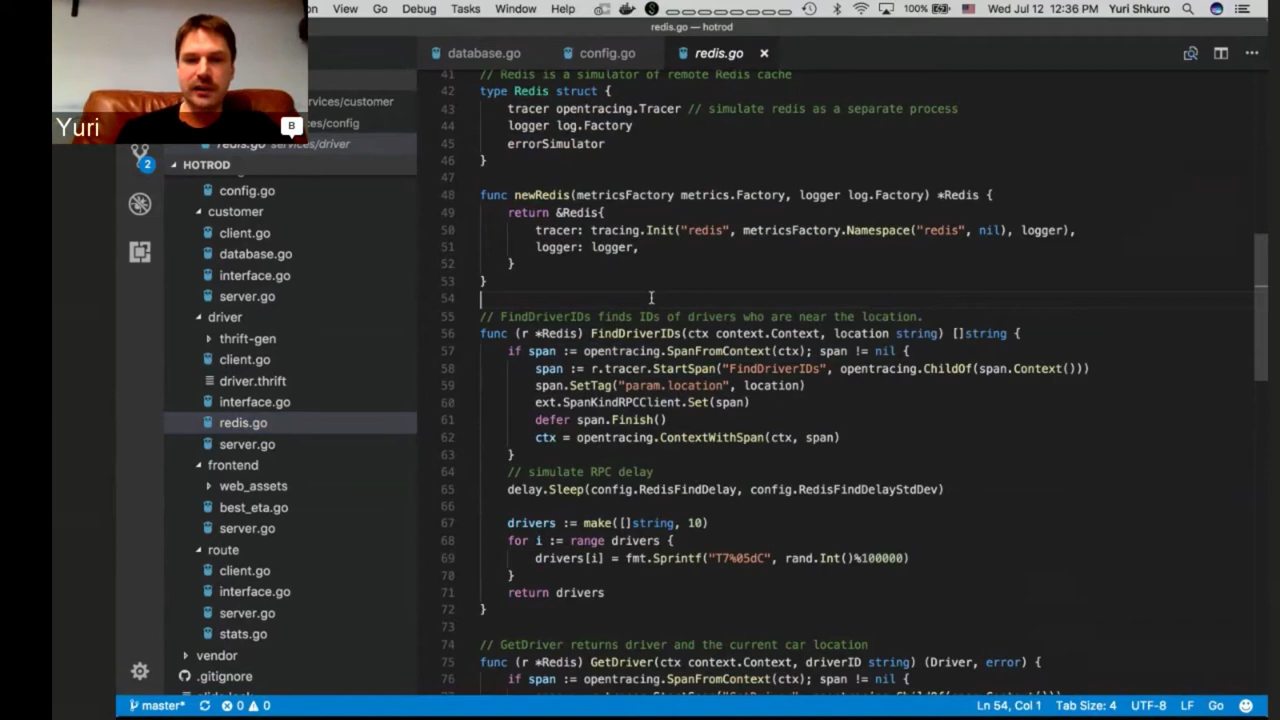 View Go Debug Tasks Window Help 100% Wed Jul 12 12:36 PM Yuri Shkuro
redis.go — hotrod
database.go config.go redis.go
Yuri
B
rvices/customer
ces/config
redis.go services/driver
2
HOTROD
config.go
customer
client.go
database.go
interface.go
server.go
driver
thrift-gen
client.go
driver.thrift
interface.go
redis.go
server.go
frontend
web_assets
best_eta.go
server.go
route
client.go
interface.go
server.go
stats.go
vendor
.gitignore
41 // Redis is a simulator of remote Redis cache
42 type Redis struct {
43 tracer opentracing.Tracer // simulate redis as a separate process
44 logger log.Factory
45 errorSimulator
46 }
47
48 func newRedis(metricsFactory metrics.Factory, logger log.Factory) *Redis {
49 return &Redis{
50 tracer: tracing.Init("redis", metricsFactory.Namespace("redis", nil), logger),
51 logger: logger,
52 }
53 }
54
55 // FindDriverIDs finds IDs of drivers who are near the location.
56 func (r *Redis) FindDriverIDs(ctx context.Context, location string) []string {
57 if span := opentracing.SpanFromContext(ctx); span != nil {
58 span := r.tracer.StartSpan("FindDriverIDs", opentracing.ChildOf(span.Context()))
59 span.SetTag("param.location", location)
60 ext.SpanKindRPCClient.Set(span)
61 defer span.Finish()
62 ctx = opentracing.ContextWithSpan(ctx, span)
63 }
64 // simulate RPC delay
65 delay.Sleep(config.RedisFindDelay, config.RedisFindDelayStdDev)
66
67 drivers := make([]string, 10)
68 for i := range drivers {
69 drivers[i] = fmt.Sprintf("T7%05dC", rand.Int()%100000)
70 }
71 return drivers
72 }
73
74 // GetDriver returns driver and the current car location
75 func (r *Redis) GetDriver(ctx context.Context, driverID string) (Driver, error) {
76 if span := opentracing.SpanFromContext(ctx); span != nil {
master* 0 0 Ln 54, Col 1 Tab Size: 4 UTF-8 LF Go